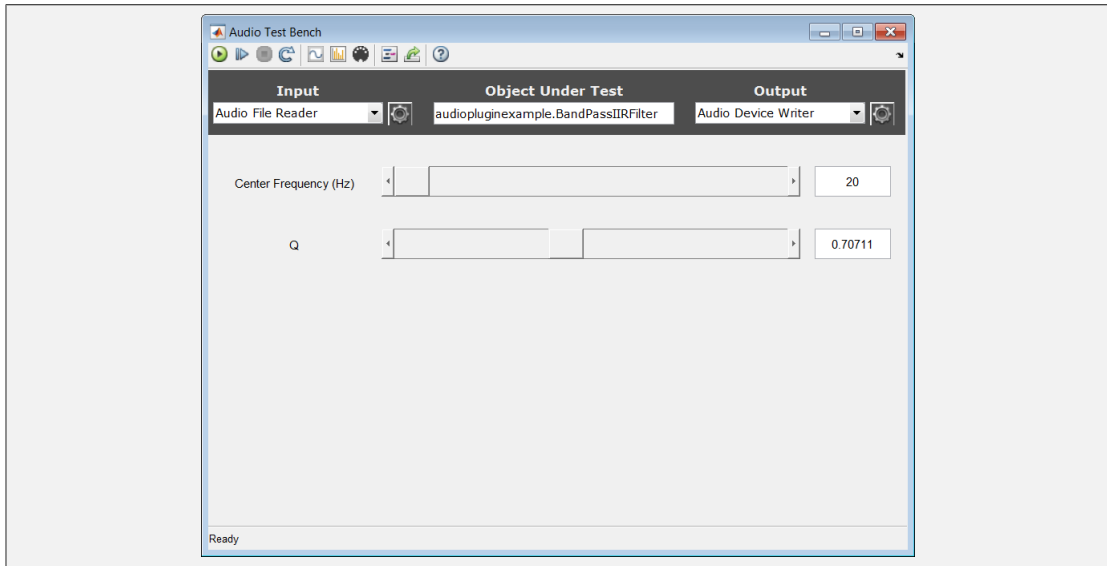 Audio Test Bench
Input Object Under Test Output
Audio File Reader audiopluginexample.BandPassIIRFilter Audio Device Writer
Center Frequency (Hz) 20
Q 0.70711
Ready